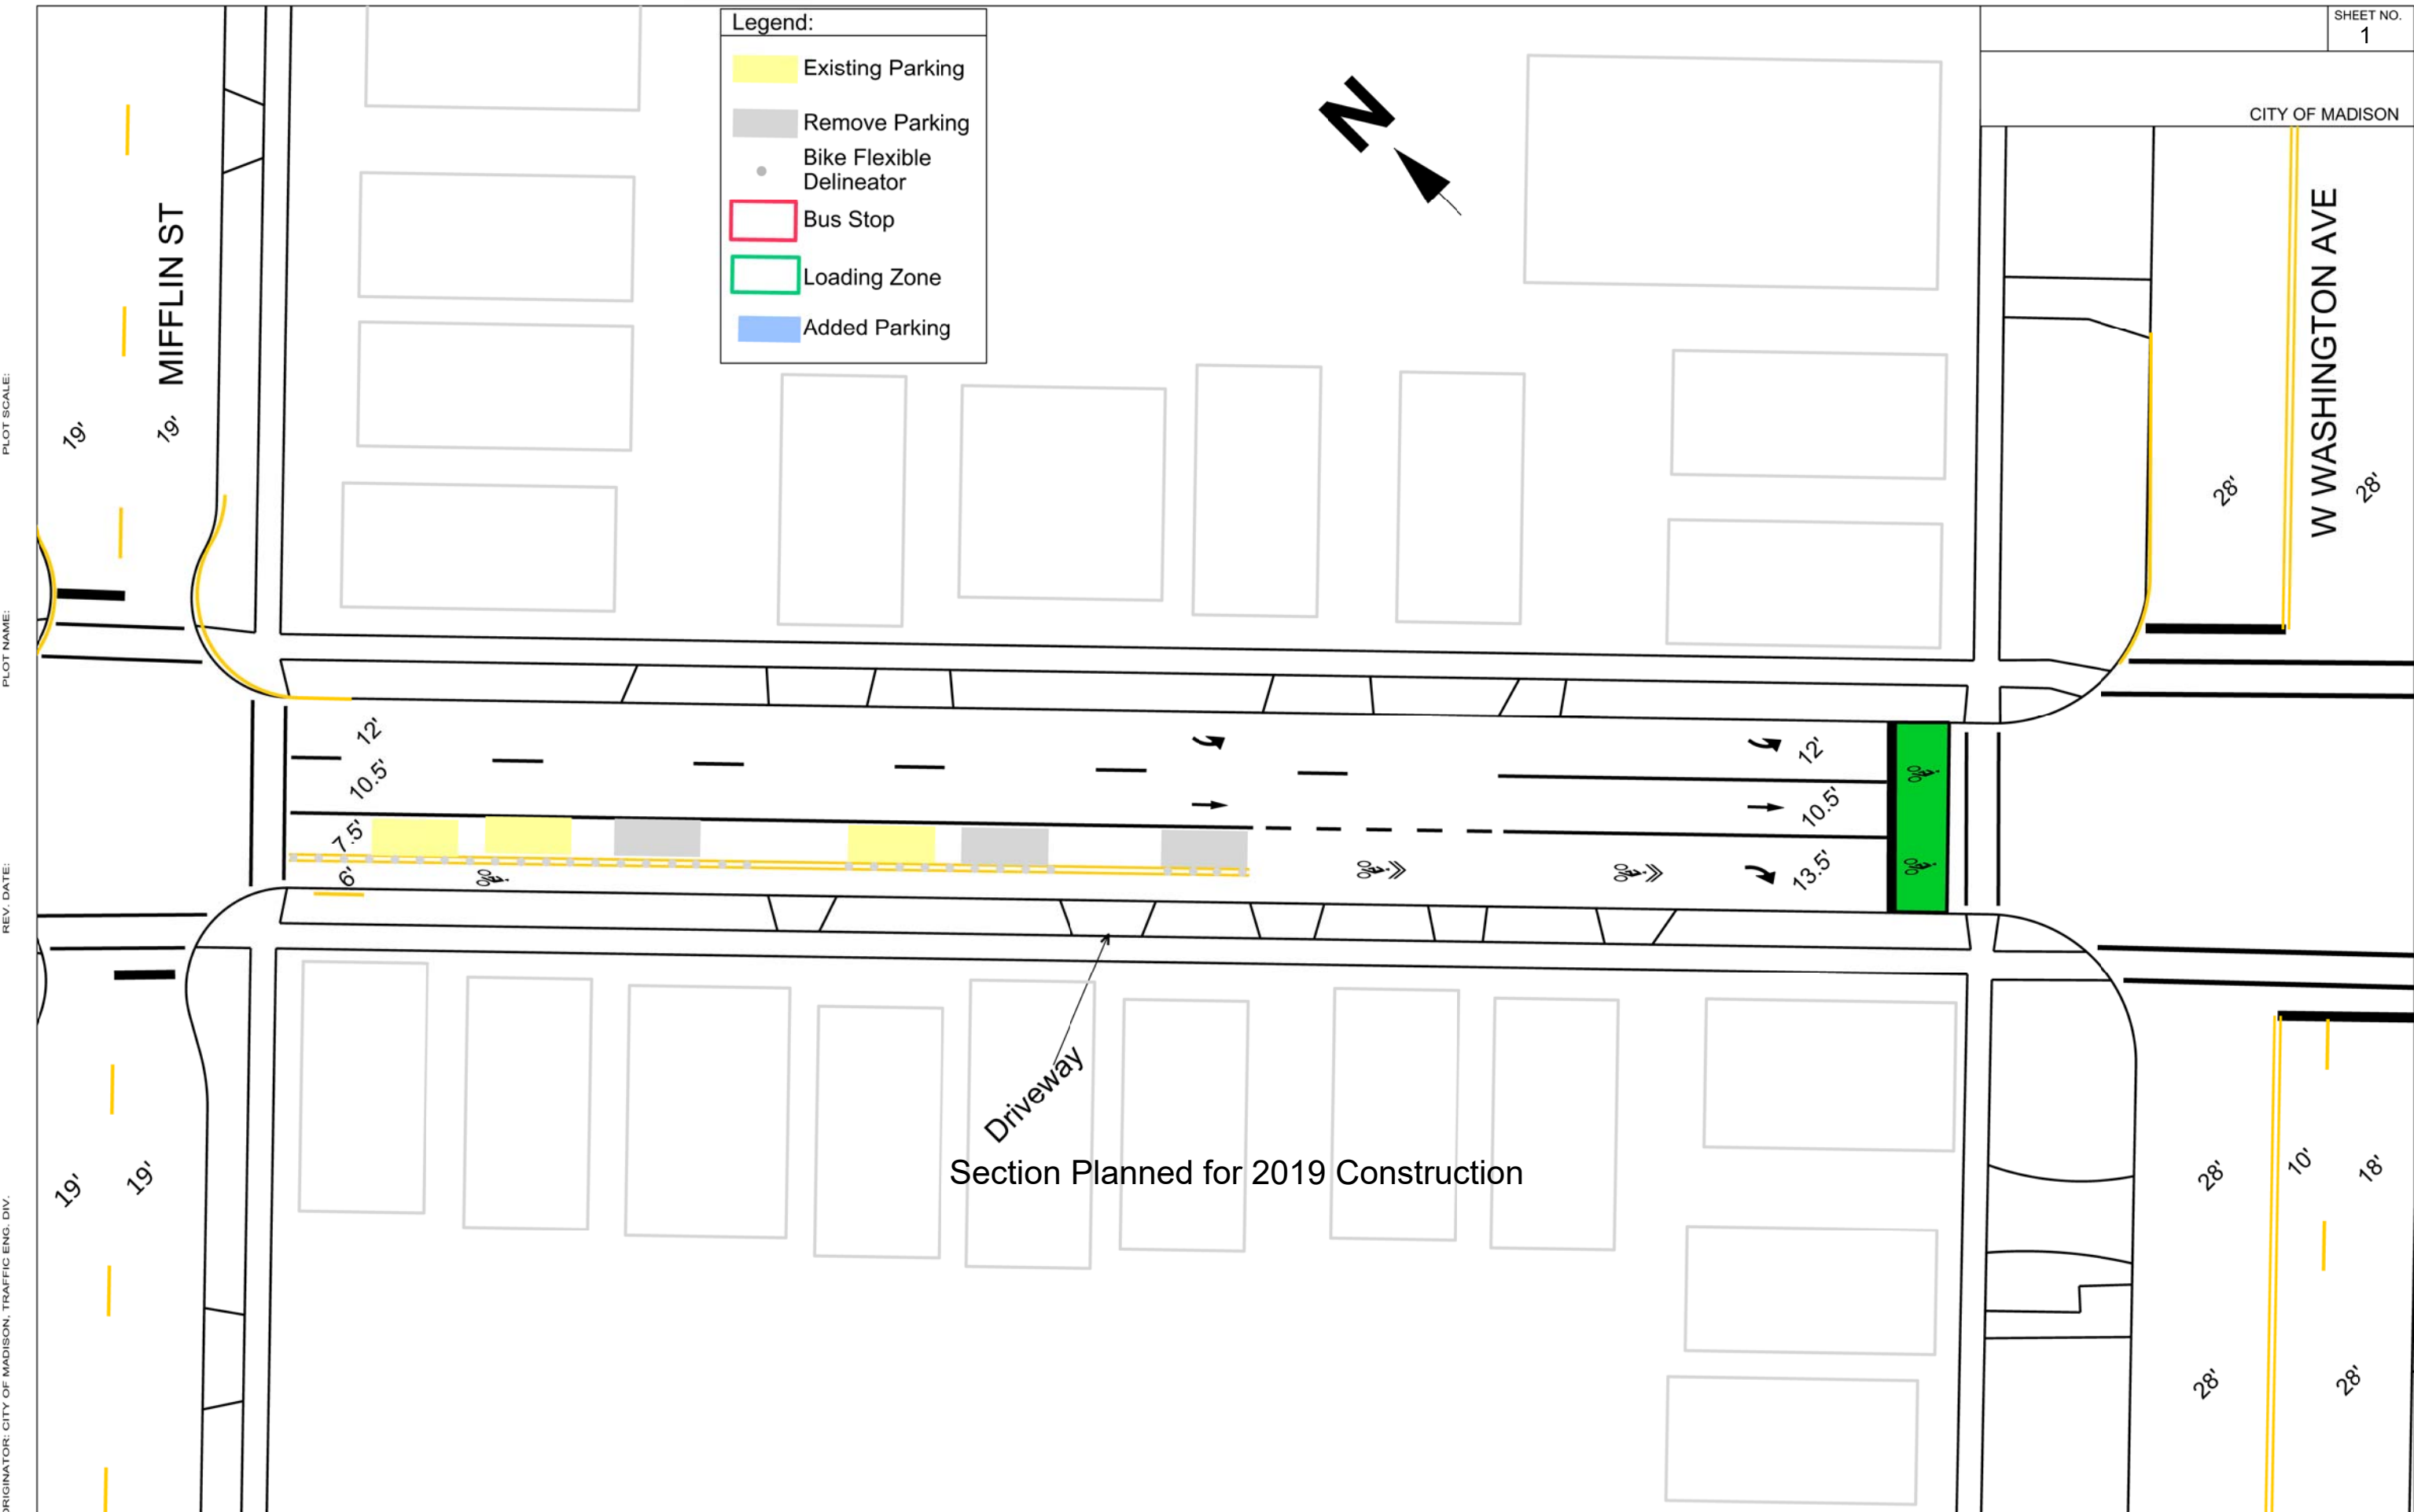 SHEET NO.
1
CITY OF MADISON
Legend:
Existing Parking
Remove Parking
Bike Flexible
Delineator
Bus Stop
Loading Zone
Added Parking
N
MIFFLIN ST
W WASHINGTON AVE
19'
19'
28'
28'
12'
10.5'
7.5'
6'
12'
10.5'
13.5'
Driveway
Section Planned for 2019 Construction
19'
19'
28'
10'
18'
28'
28'
PLOT SCALE:
PLOT NAME:
REV. DATE:
ORIGINATOR: CITY OF MADISON, TRAFFIC ENG. DIV.